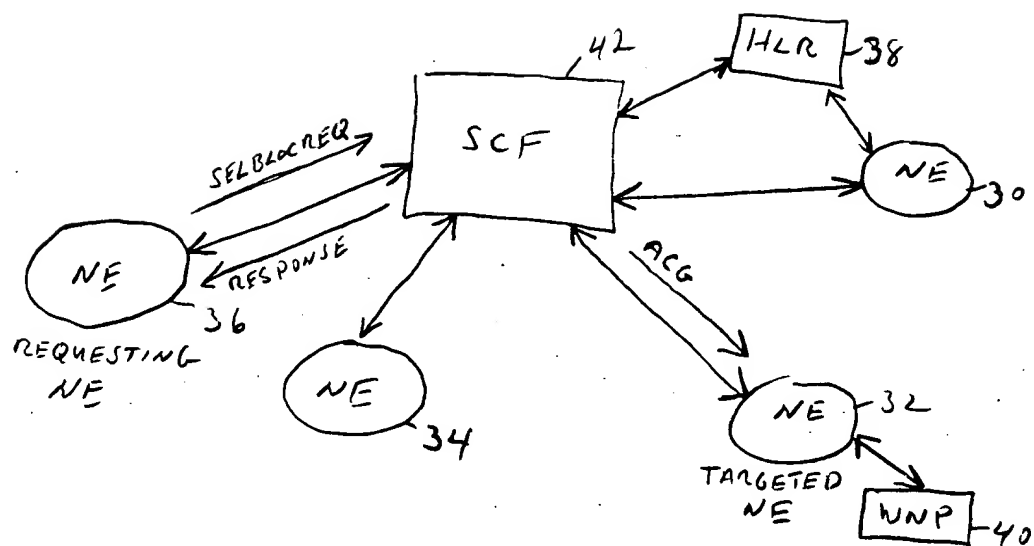 42
HLR
38
SCF
SELBLOCREQ
NE
30
RESPONSE
ACG
NE
36
REQUESTING
NE
NE
34
NE
32
TARGETED
NE
WNP
40